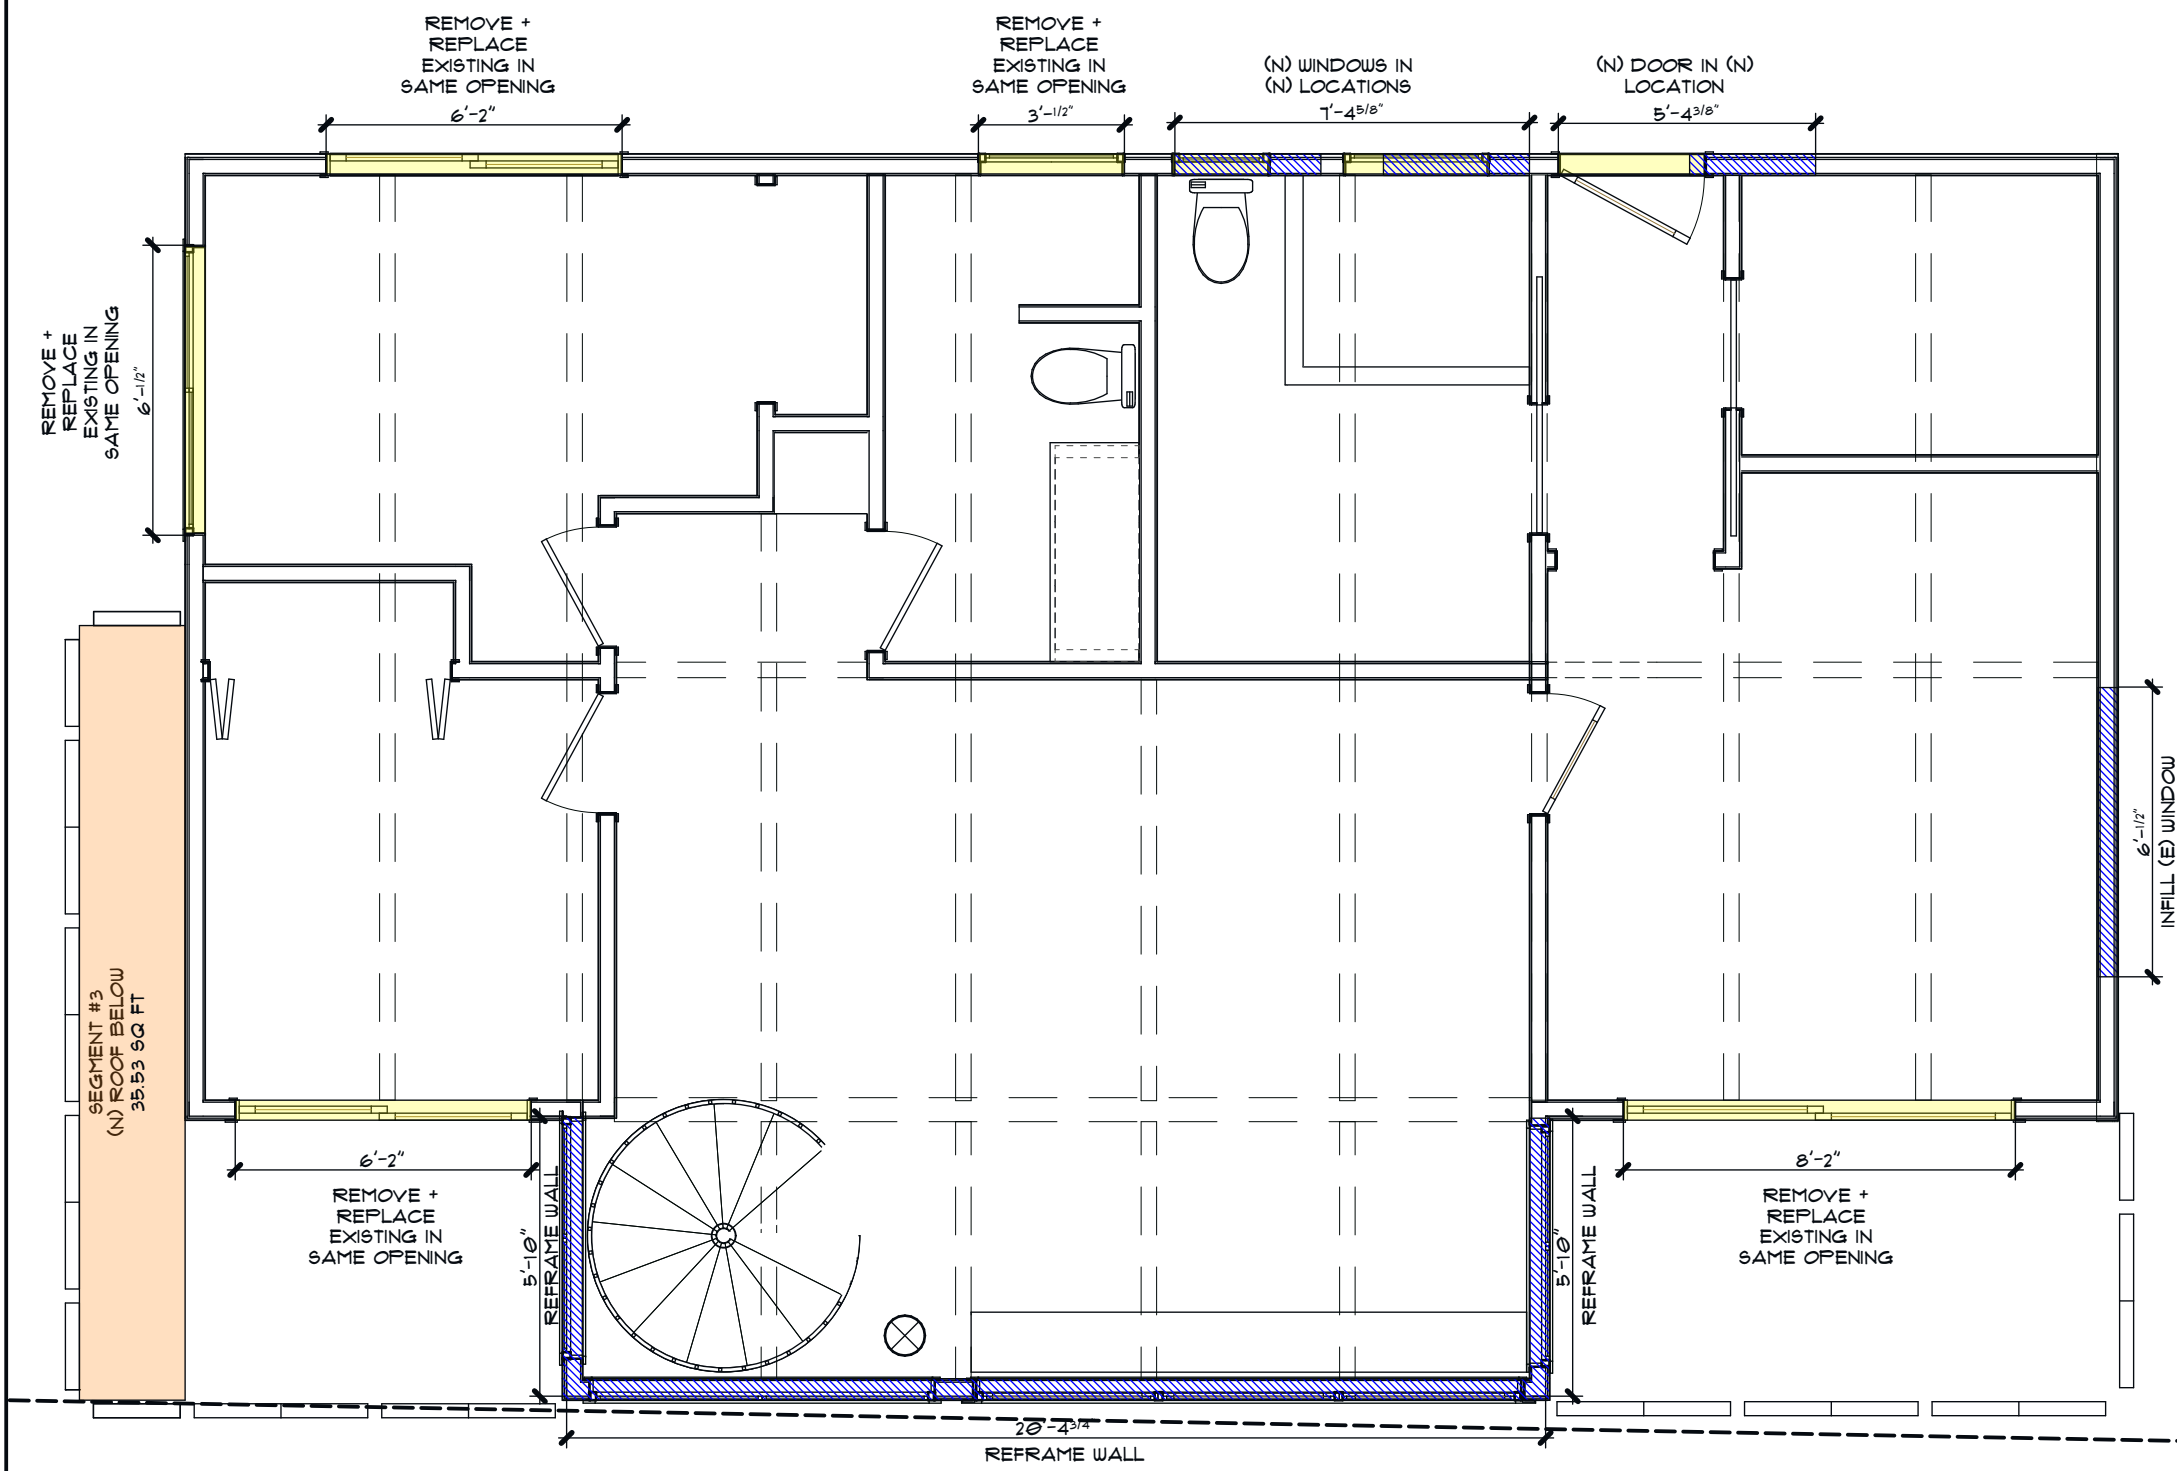 REMOVE +
REPLACE
EXISTING IN
SAME OPENING
6'-2"
REMOVE +
REPLACE
EXISTING IN
SAME OPENING
3'-1/2"
(N) WINDOWS IN
(N) LOCATIONS
7'-4 5/8"
(N) DOOR IN (N)
LOCATION
5'-4 3/8"
REMOVE +
REPLACE
EXISTING IN
SAME OPENING
6'-1/2"
6'-1/2"
INFILL (E) WINDOW
SEGMENT #3
(N) ROOF BELOW
35.53 SQ FT
6'-2"
REMOVE +
REPLACE
EXISTING IN
SAME OPENING
5'-10"
REFRAME WALL
5'-10"
REFRAME WALL
8'-2"
REMOVE +
REPLACE
EXISTING IN
SAME OPENING
20'-4 3/4"
REFRAME WALL